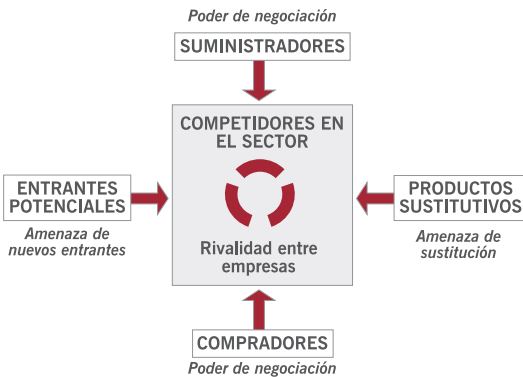 Poder de negociación
SUMINISTRADORES
COMPETIDORES EN
EL SECTOR
ENTRANTES
POTENCIALES
Amenaza de
nuevos entrantes
Rivalidad entre
empresas
PRODUCTOS
SUSTITUTIVOS
Amenaza de
sustitución
COMPRADORES
Poder de negociación